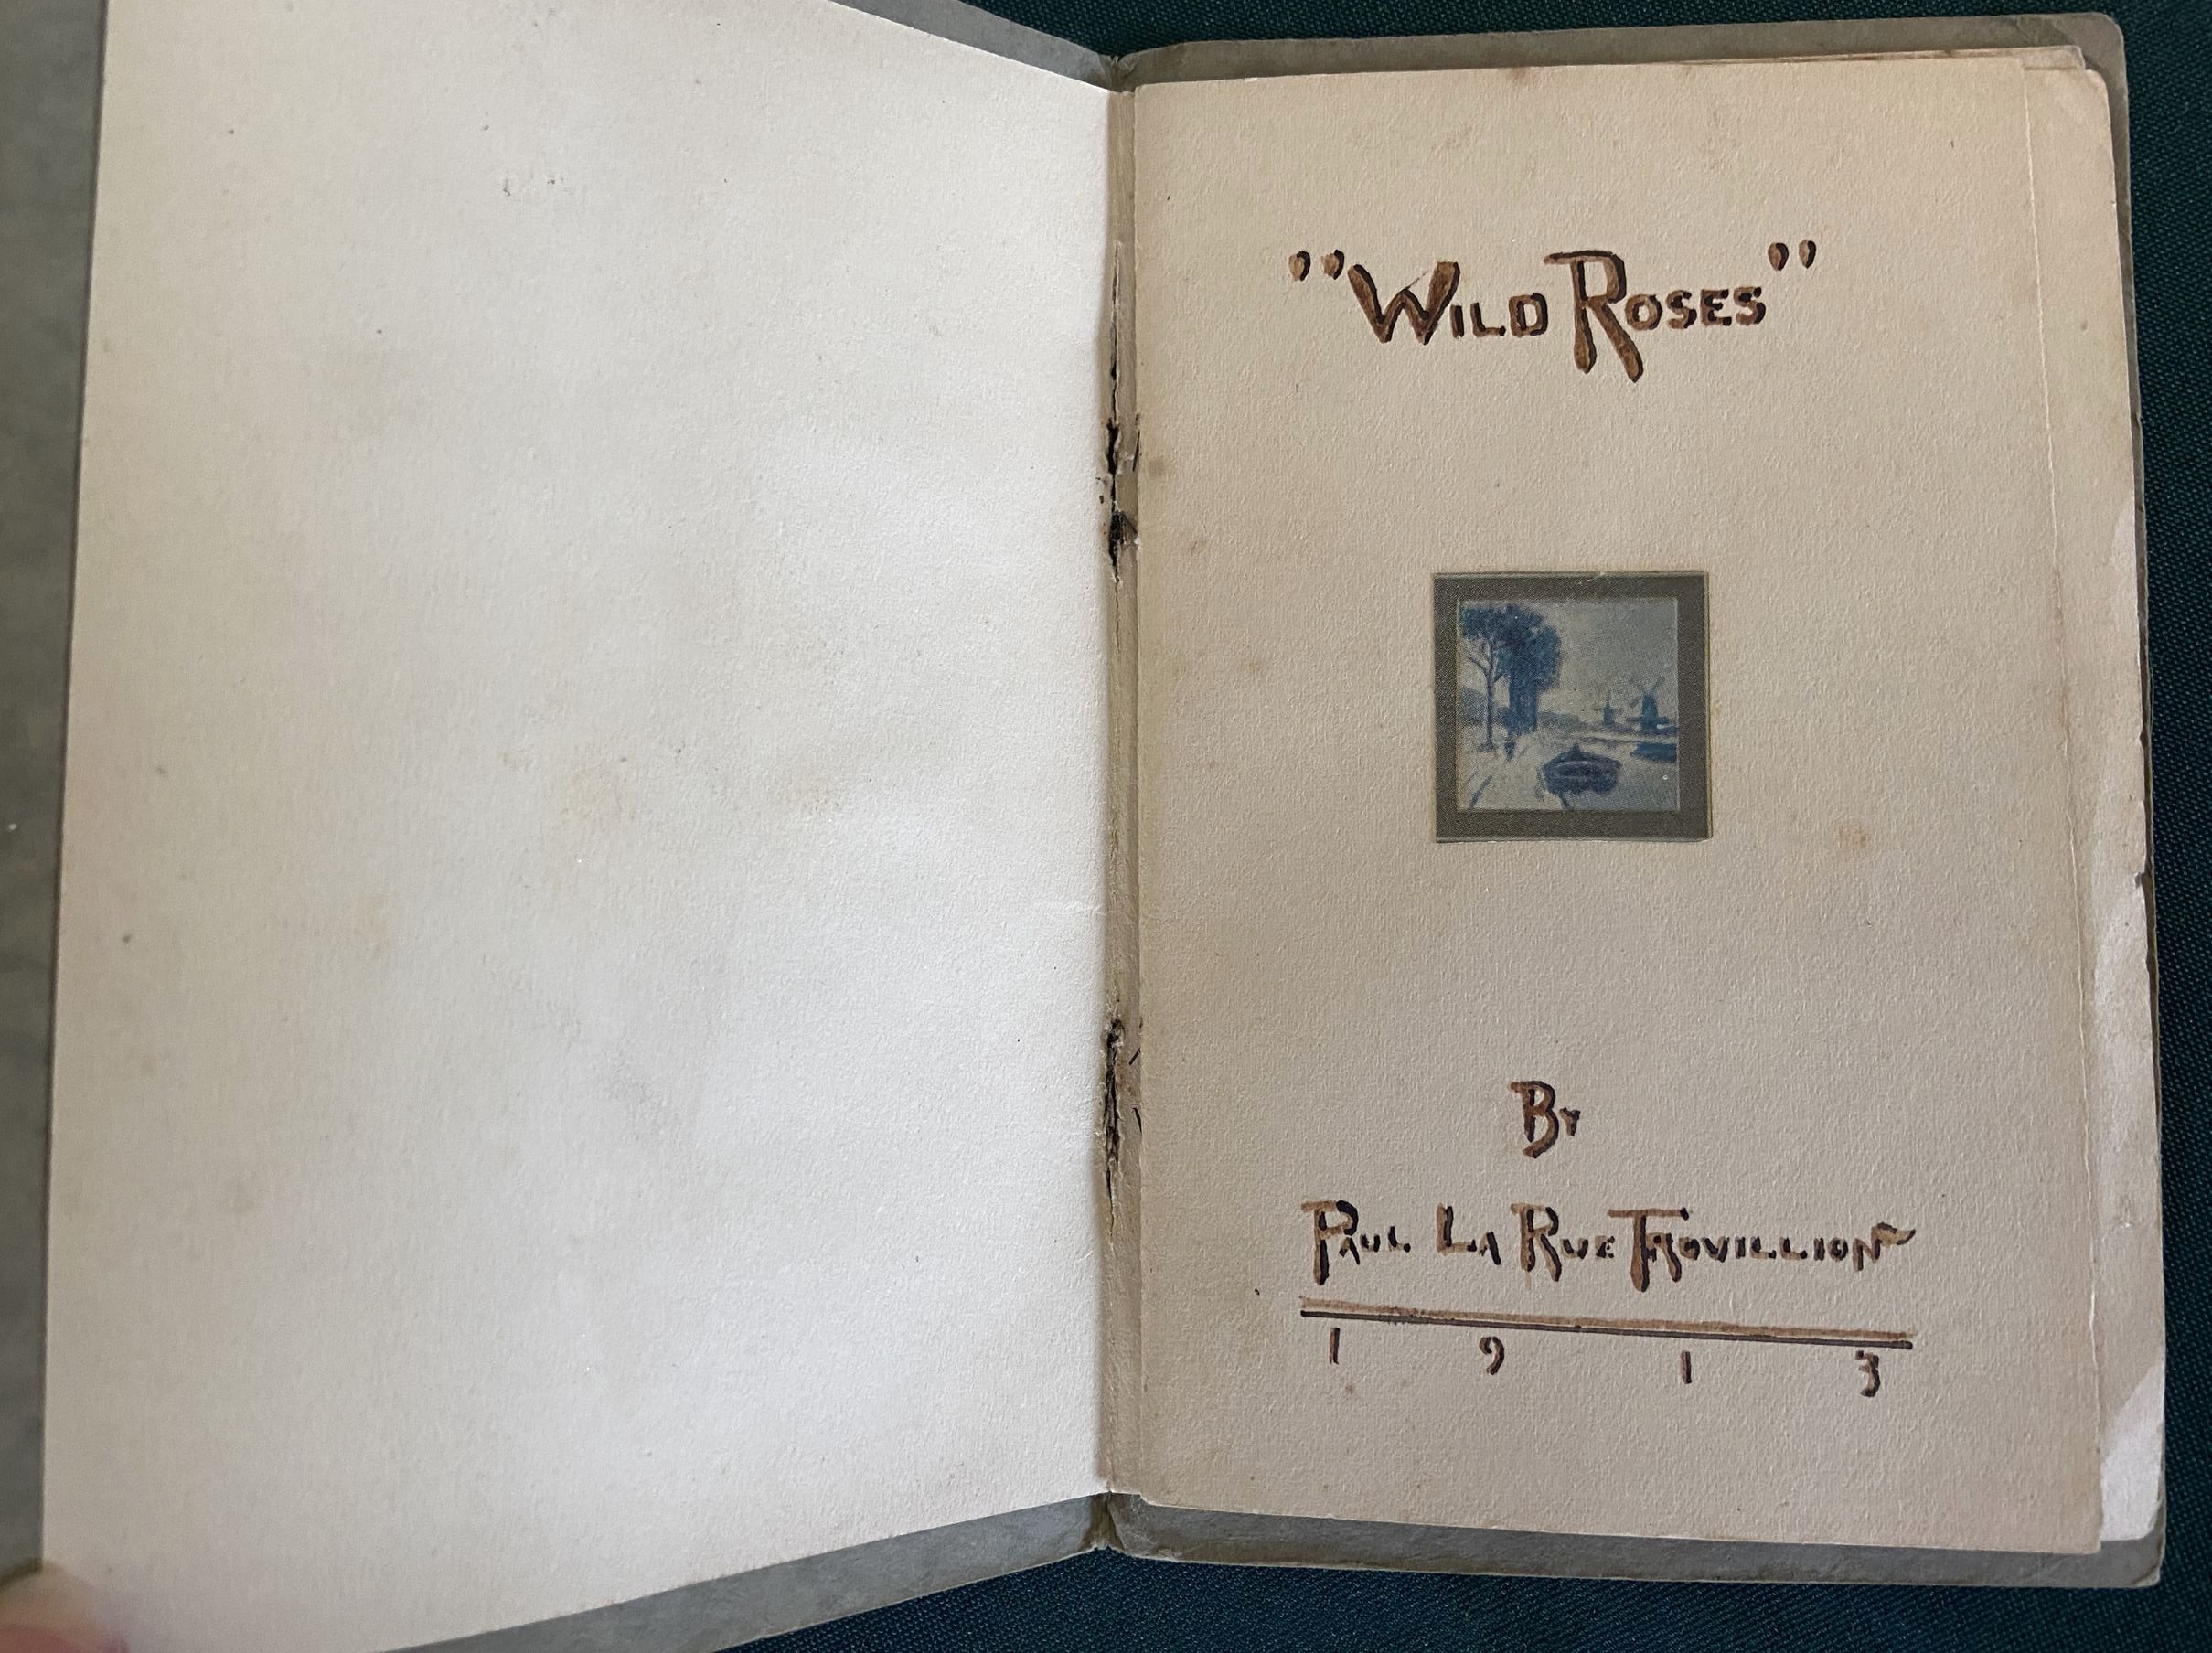 "WILD ROSES"
BY
PAUL LA RUE TROVILLION
1 9 1 3